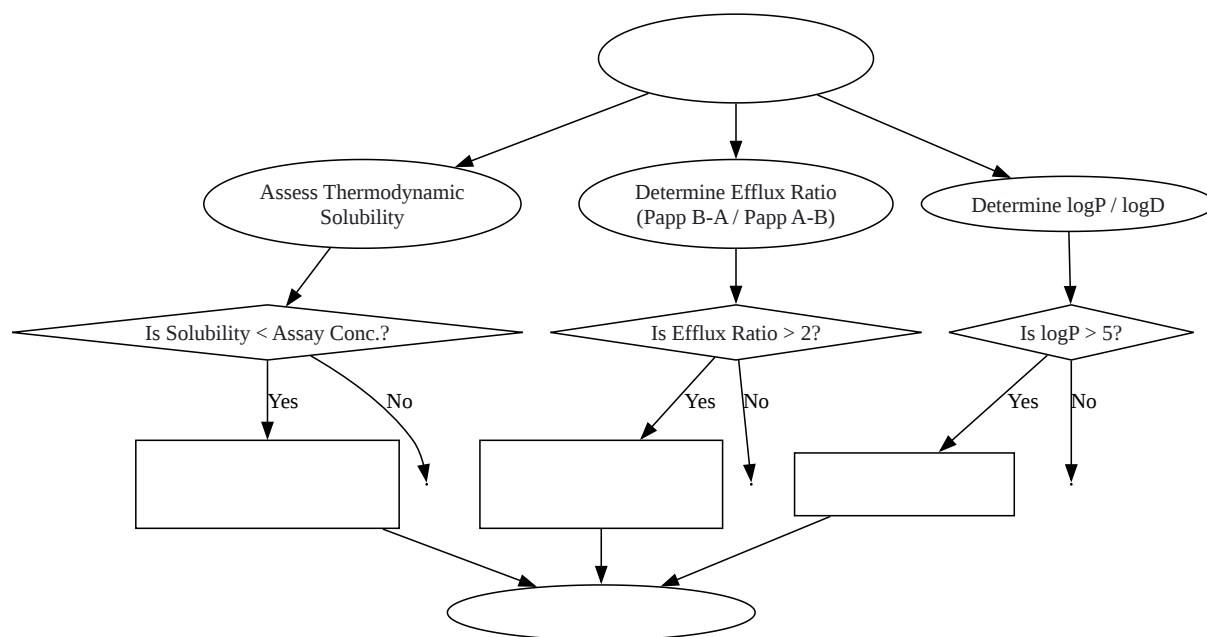 Assess Thermodynamic
Solubility
Determine Efflux Ratio
(Papp B-A / Papp A-B)
Determine logP / logD
Is Solubility < Assay Conc.?
Is Efflux Ratio > 2?
Is logP > 5?
Yes
No
Yes
No
Yes
No